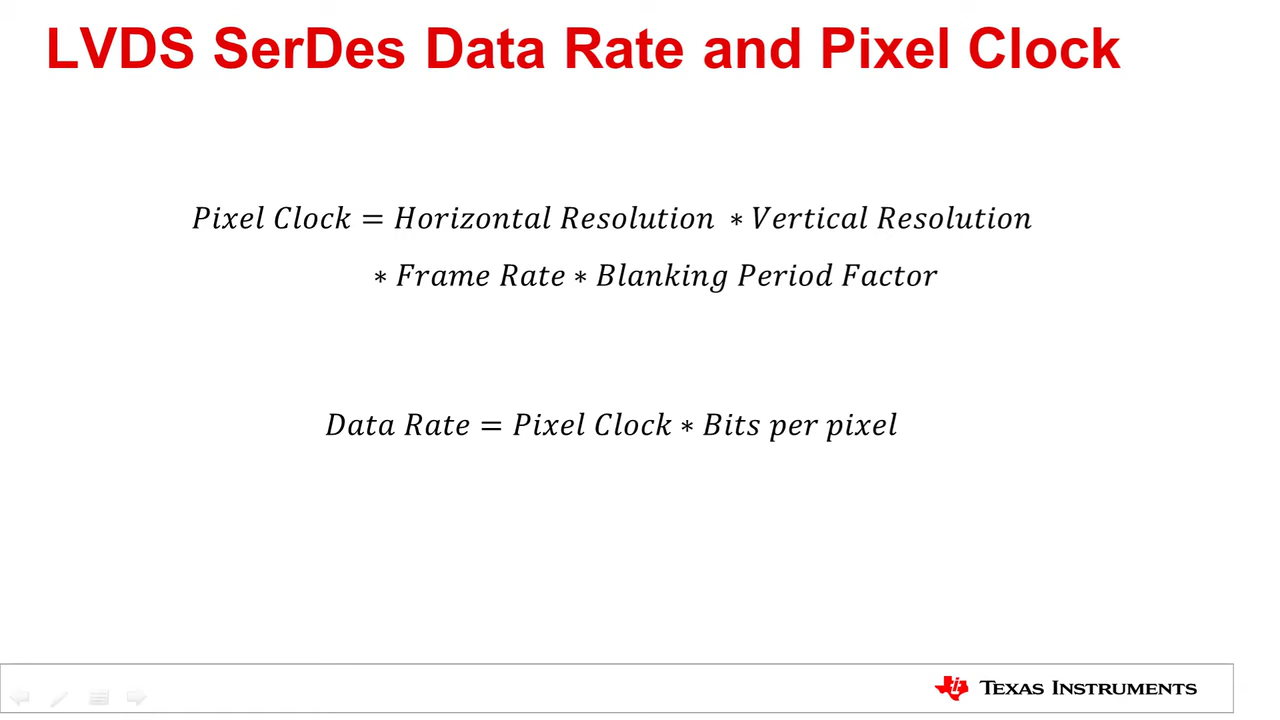 LVDS SerDes Data Rate and Pixel Clock
Pixel Clock = Horizontal Resolution ∗ Vertical Resolution
∗ Frame Rate ∗ Blanking Period Factor
Data Rate = Pixel Clock ∗ Bits per pixel
TEXAS INSTRUMENTS